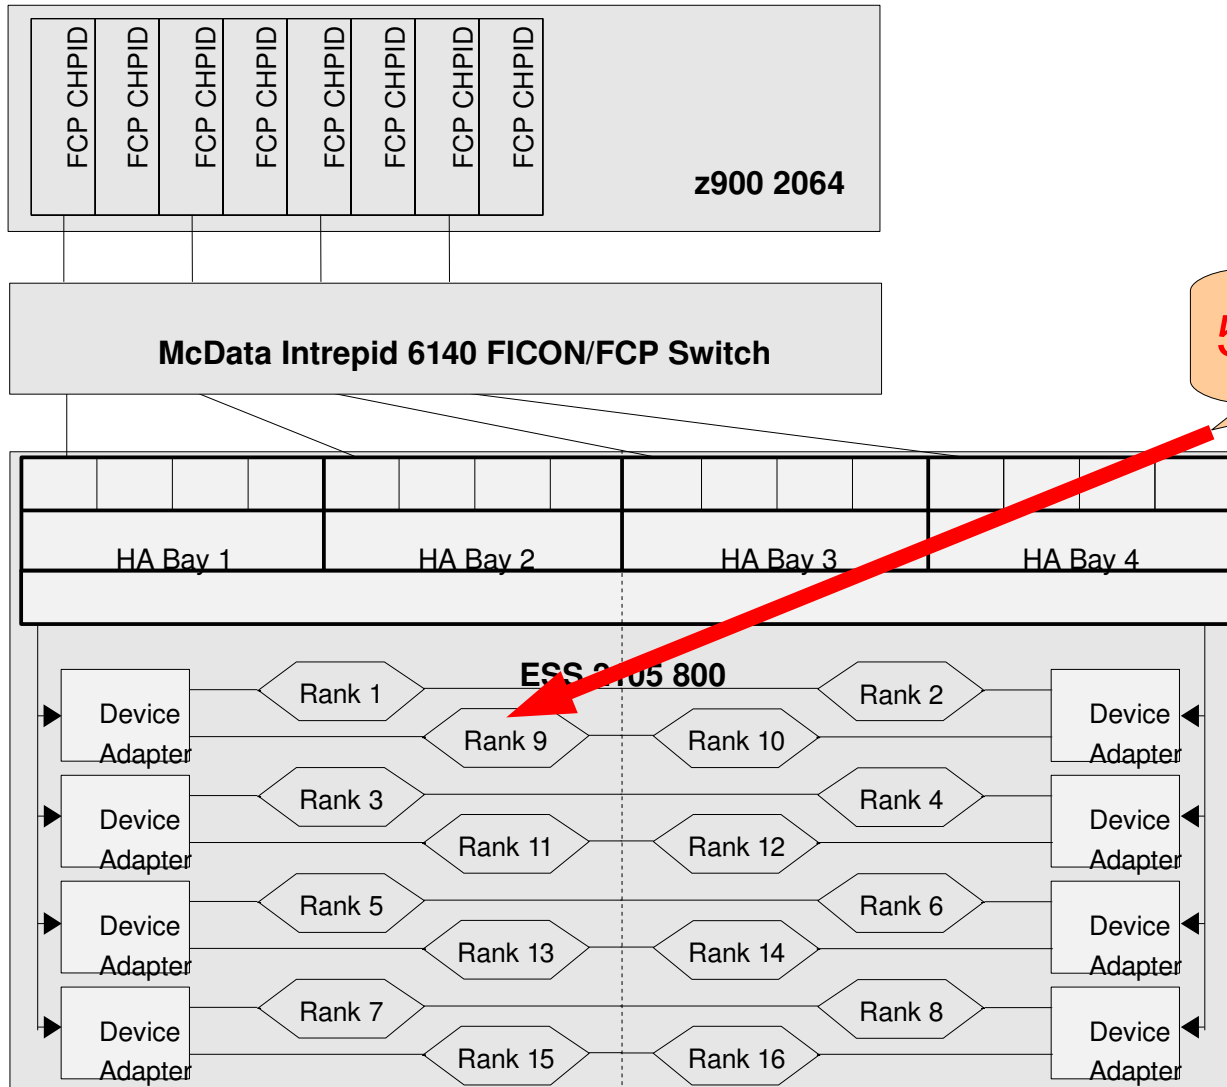 FCP CHPID
FCP CHPID
FCP CHPID
FCP CHPID
FCP CHPID
FCP CHPID
FCP CHPID
FCP CHPID
z900 2064
McData Intrepid 6140 FICON/FCP Switch
5
HA Bay 1
HA Bay 2
HA Bay 3
HA Bay 4
ESS 2105 800
Device
Adapter
Rank 1
Rank 2
Device
Adapter
Rank 9
Rank 10
Device
Adapter
Rank 3
Rank 4
Device
Adapter
Rank 11
Rank 12
Device
Adapter
Rank 5
Rank 6
Device
Adapter
Rank 13
Rank 14
Device
Adapter
Rank 7
Rank 8
Device
Adapter
Rank 15
Rank 16